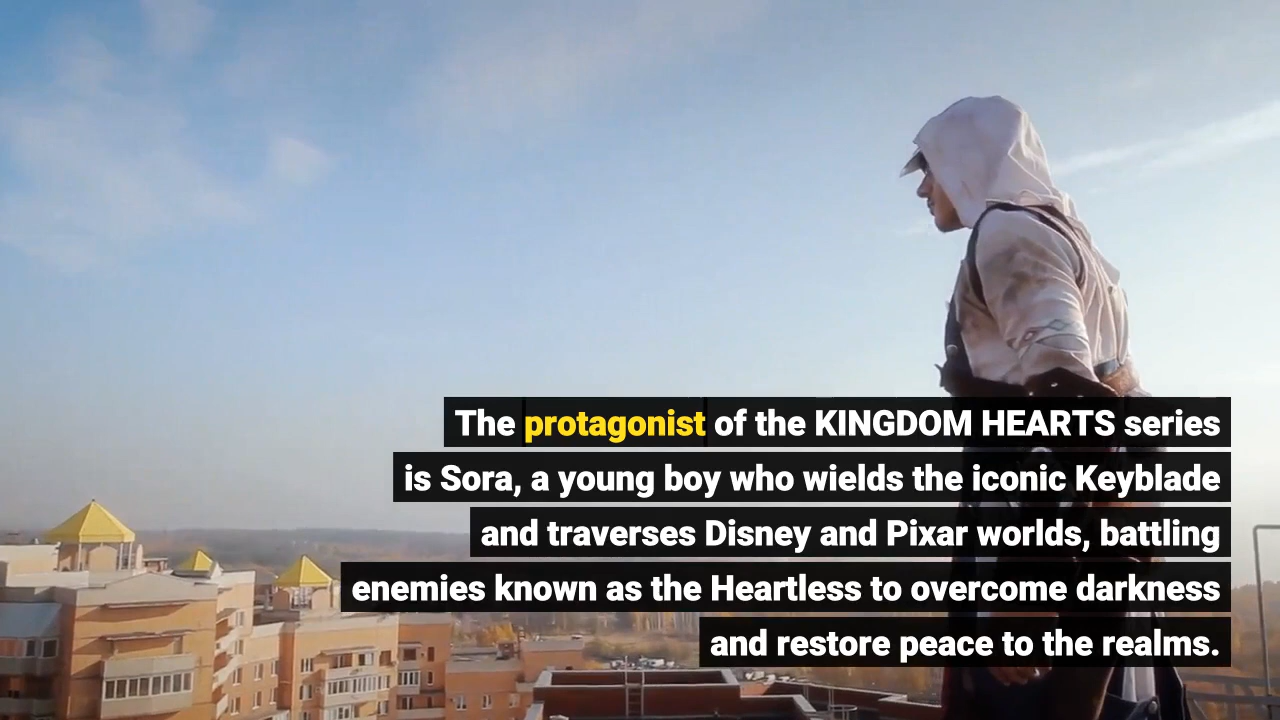 The protagonist of the KINGDOM HEARTS series
is Sora, a young boy who wields the iconic Keyblade
and traverses Disney and Pixar worlds, battling
enemies known as the Heartless to overcome darkness
and restore peace to the realms.